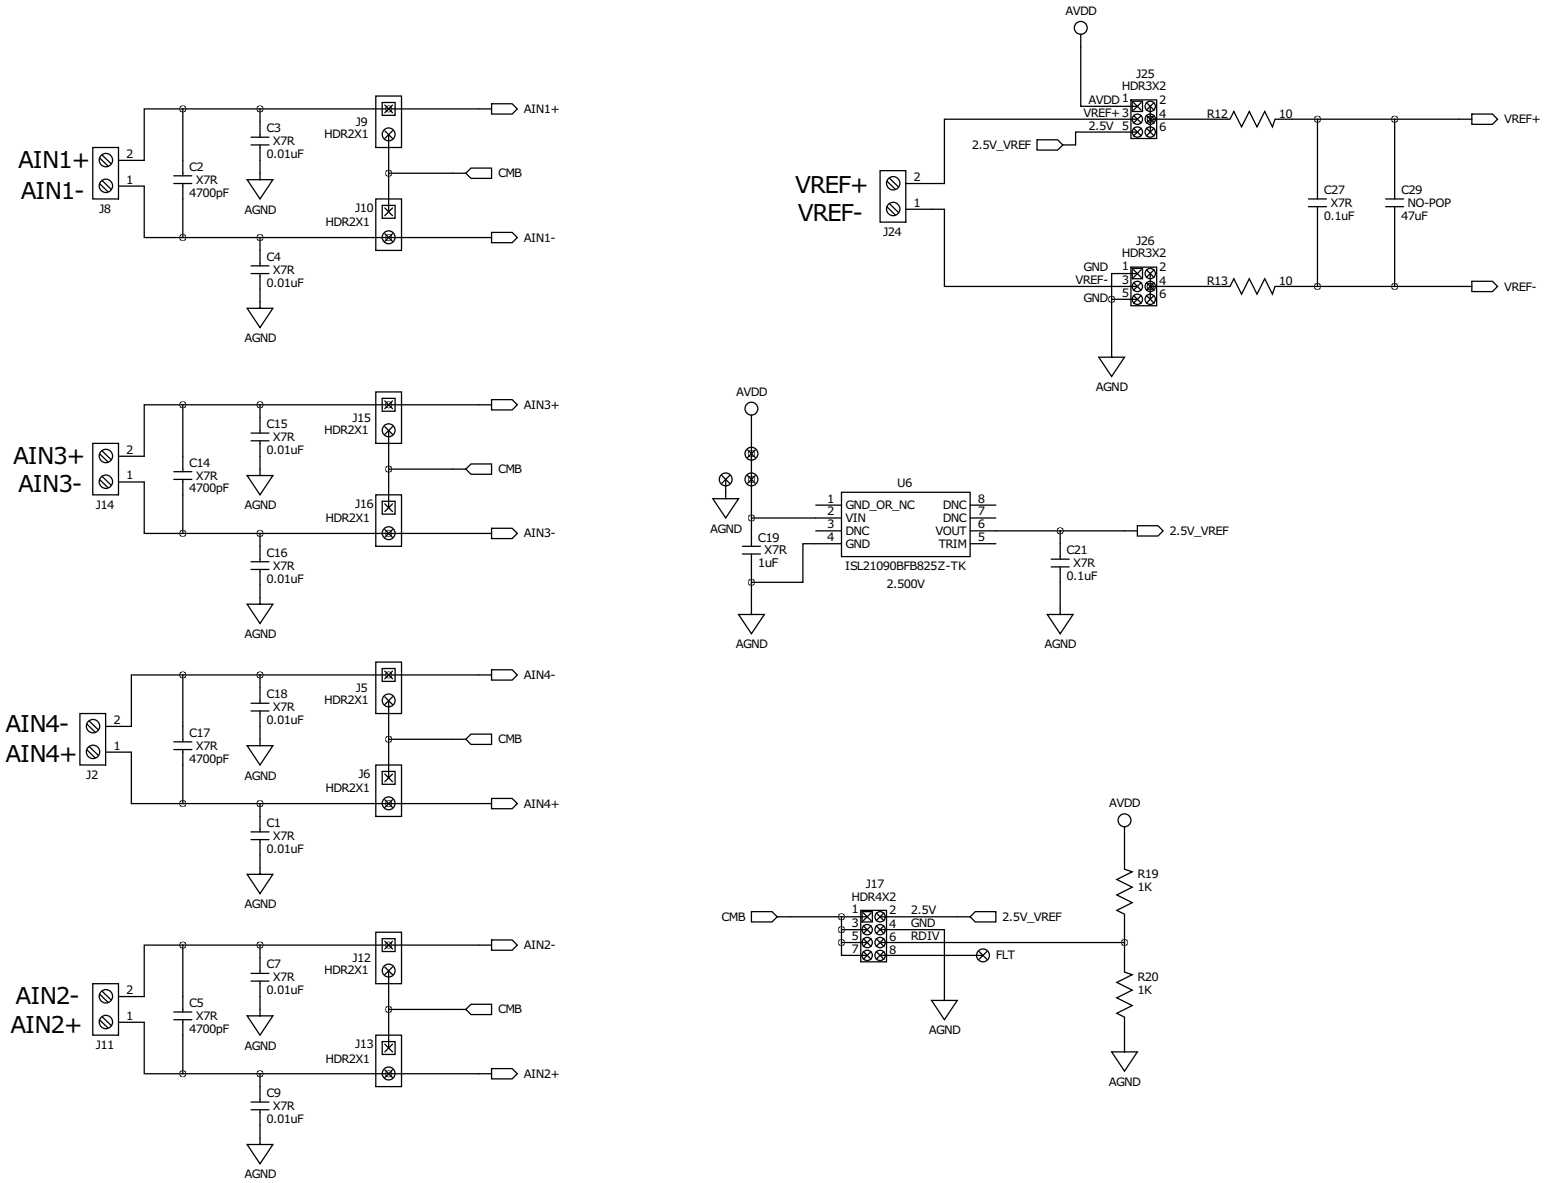 AIN1+
AIN1-
2
1
J8
C2
X7R
4700pF
C3
X7R
0.01uF
AGND
C4
X7R
0.01uF
AGND
J9
HDR2X1
J10
HDR2X1
AIN1+
CMB
AIN1-
AIN3+
AIN3-
2
1
J14
C14
X7R
4700pF
C15
X7R
0.01uF
AGND
C16
X7R
0.01uF
AGND
J15
HDR2X1
J16
HDR2X1
AIN3+
CMB
AIN3-
AIN4-
AIN4+
2
1
J2
C17
X7R
4700pF
C18
X7R
0.01uF
AGND
C1
X7R
0.01uF
AGND
J5
HDR2X1
J6
HDR2X1
AIN4-
CMB
AIN4+
AIN2-
AIN2+
2
1
J11
C5
X7R
4700pF
C7
X7R
0.01uF
AGND
C9
X7R
0.01uF
AGND
J12
HDR2X1
J13
HDR2X1
AIN2-
CMB
AIN2+
AVDD
J25
HDR3X2
AVDD 1 2
VREF+ 3 4
2.5V 5 6
2.5V_VREF
R12 10
VREF+
VREF+
VREF-
2
1
J24
C27
X7R
0.1uF
C29
NO-POP
47uF
J26
HDR3X2
GND 1 2
VREF- 3 4
GND 5 6
R13 10
VREF-
AGND
AVDD
AGND
C19
X7R
1uF
AGND
U6
1 GND_OR_NC DNC 8
2 VIN DNC 7
3 DNC VOUT 6
4 GND TRIM 5
ISL21090BFB825Z-TK
2.500V
2.5V_VREF
C21
X7R
0.1uF
AGND
AVDD
R19
1K
J17
HDR4X2
CMB
1 2 2.5V
3 4 GND
5 6 RDIV
7 8
2.5V_VREF
FLT
AGND
R20
1K
AGND